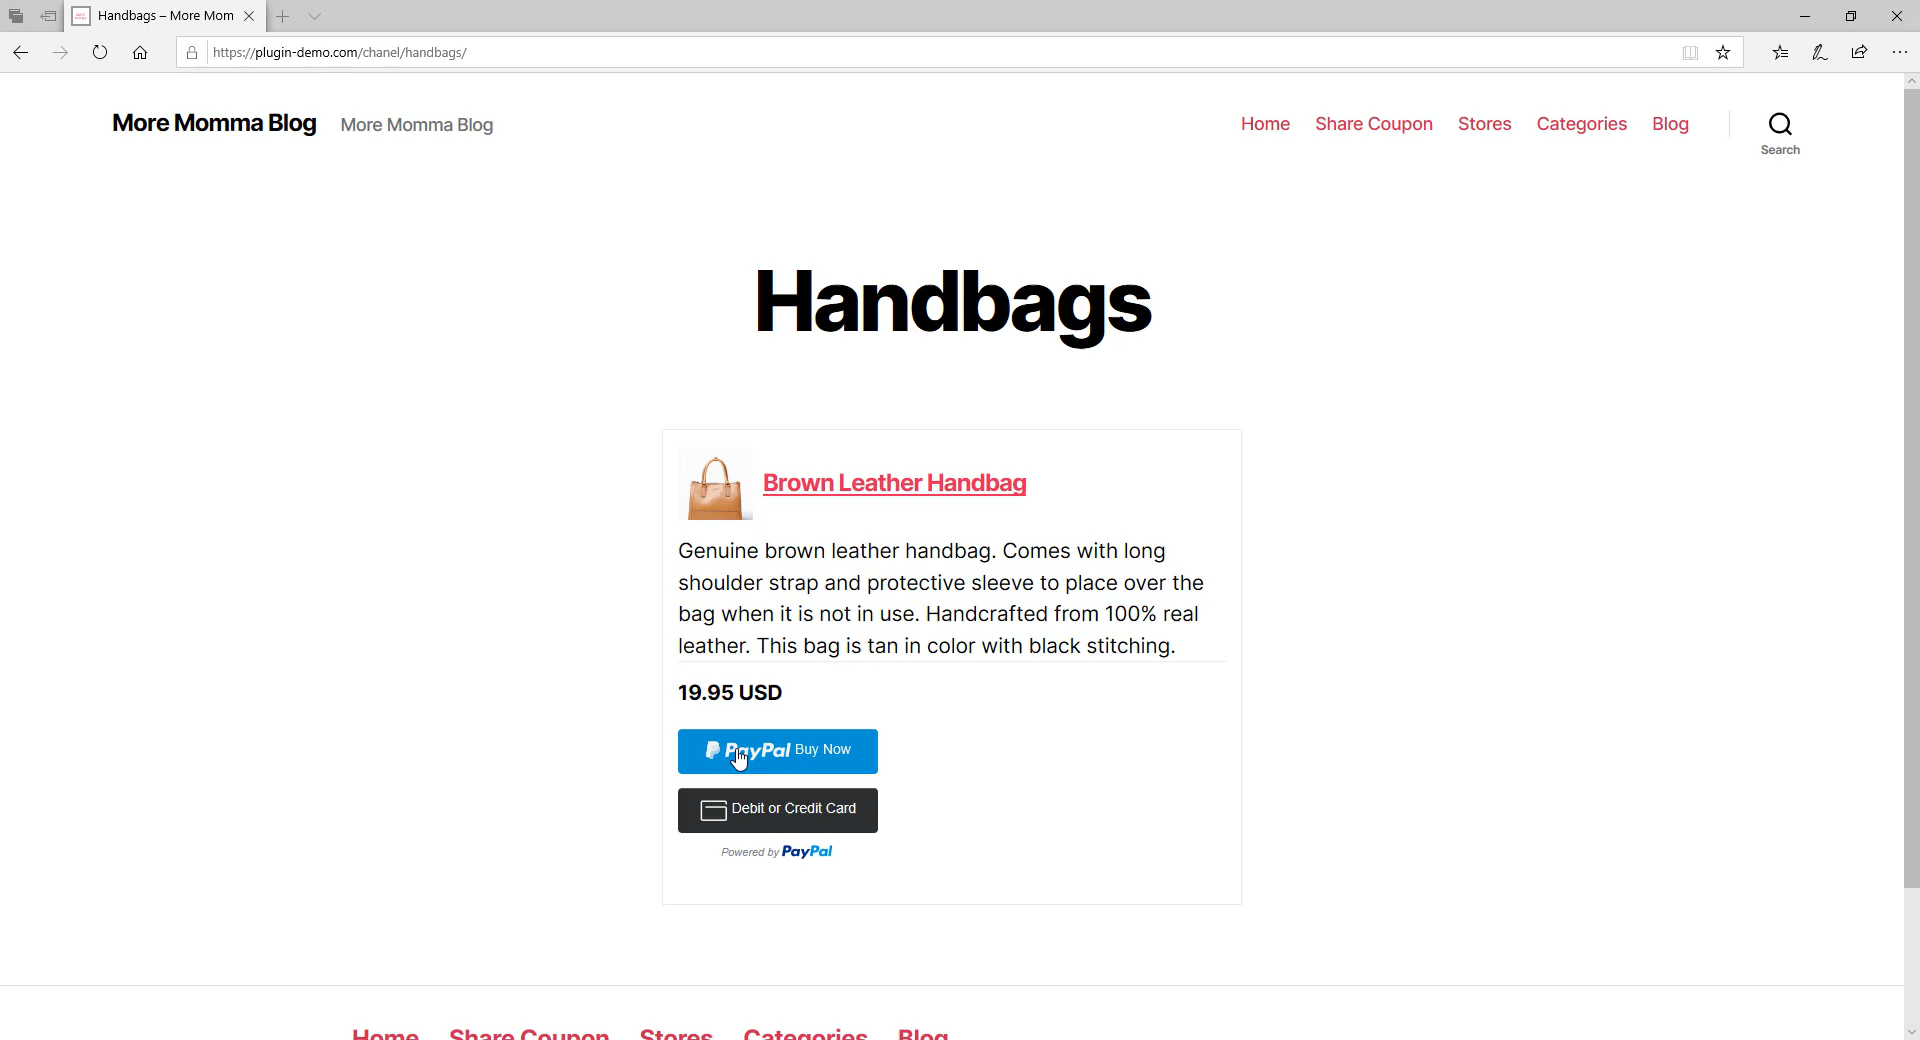 Handbags – More Mom
https://plugin-demo.com/chanel/handbags/
More Momma Blog More Momma Blog
Home Share Coupon Stores Categories Blog
Search
Handbags
Brown Leather Handbag
Genuine brown leather handbag. Comes with long
shoulder strap and protective sleeve to place over the
bag when it is not in use. Handcrafted from 100% real
leather. This bag is tan in color with black stitching.
19.95 USD
PayPal Buy Now
Debit or Credit Card
Powered by PayPal
Home Share Coupon Stores Categories Blog